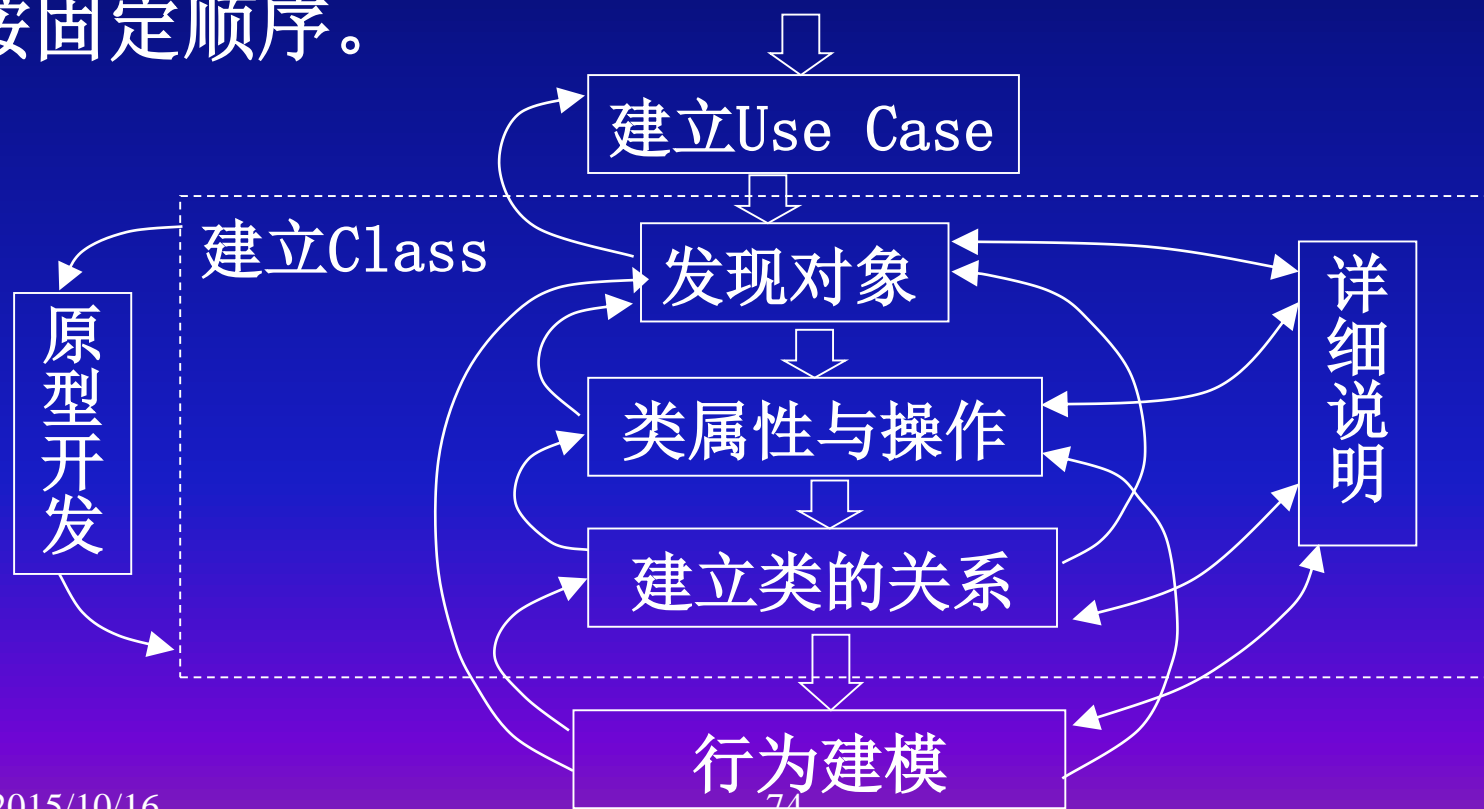 按固定顺序。
建立Use Case
建立Class
发现对象
原型开发
详细说明
类属性与操作
建立类的关系
行为建模
2015/10/16
74